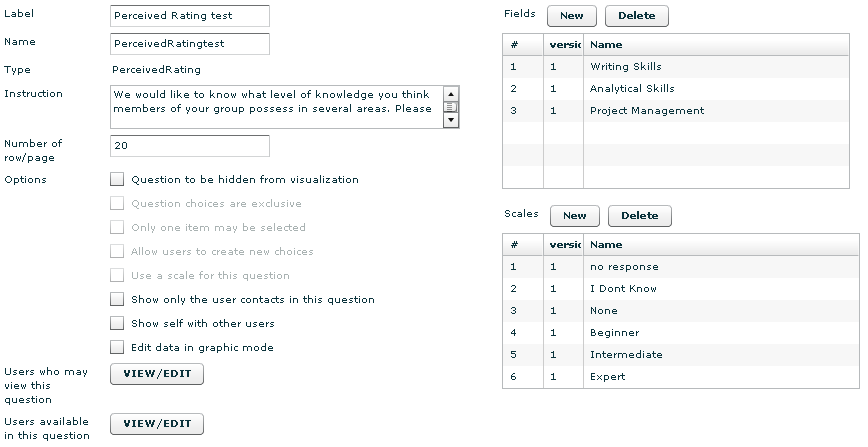 Label
Perceived Rating test
Name
PerceivedRatingtest
Type
PerceivedRating
Instruction
We would like to know what level of knowledge you think
members of your group possess in several areas. Please
Number of
row/page
20
Options
Question to be hidden from visualization
Question choices are exclusive
Only one item may be selected
Allow users to create new choices
Use a scale for this question
Show only the user contacts in this question
Show self with other users
Edit data in graphic mode
Users who may
view this
question
VIEW/EDIT
Users available
in this question
VIEW/EDIT
Fields
New
Delete
# versic Name
1 1 Writing Skills
2 1 Analytical Skills
3 1 Project Management
Scales
New
Delete
# versic Name
1 1 no response
2 1 I Dont Know
3 1 None
4 1 Beginner
5 1 Intermediate
6 1 Expert